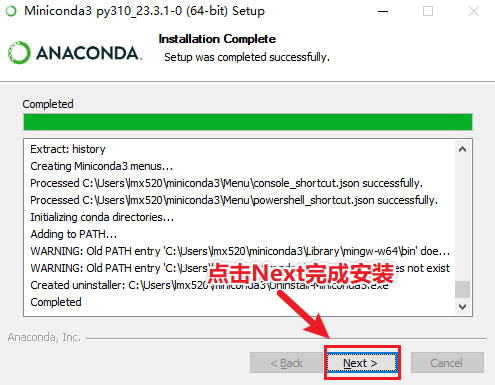 Miniconda3 py310_23.3.1-0 (64-bit) Setup
ANACONDA.
Installation Complete
Setup was completed successfully.
Completed
Extract: history
Creating Miniconda3 menus...
Processed C:\Users\lmx520\miniconda3\Menu\console_shortcut.json successfully.
Processed C:\Users\lmx520\miniconda3\Menu\powershell_shortcut.json successfully.
Initializing conda directories...
Adding to PATH...
WARNING: Old PATH entry 'C:\Users\lmx520\miniconda3\Library\mingw-w64\bin' doe...
WARNING: Old PATH entry 'C:\Users es not exist
点击Next完成安装
Created uninstaller: C:\Users\lmx520\miniconda3\Uninstall-Miniconda3.exe
Completed
Anaconda, Inc.
< Back
Next >
Cancel